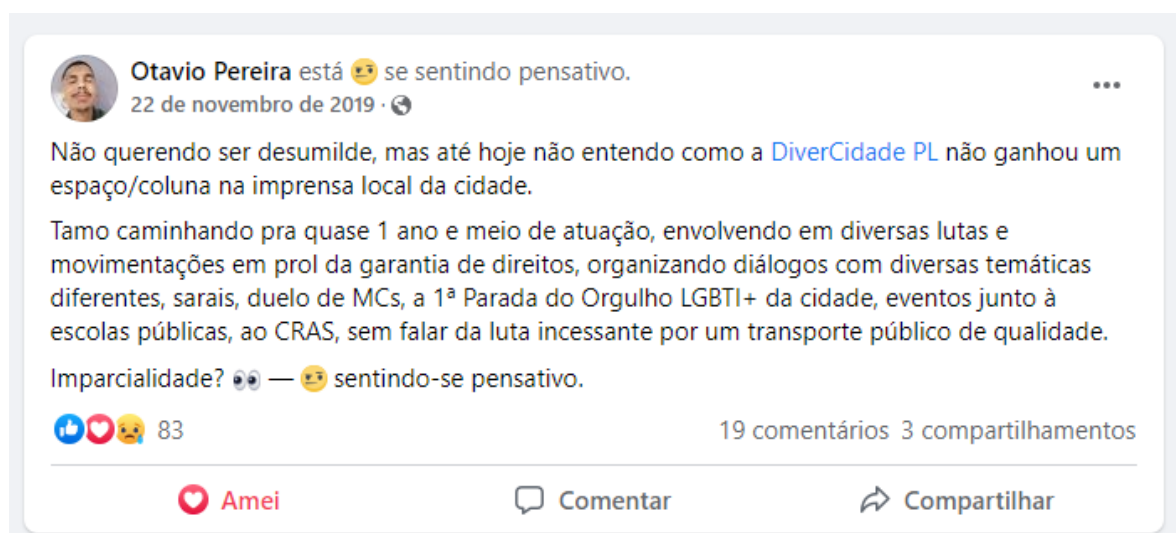 Otavio Pereira está 🤨 se sentindo pensativo.
22 de novembro de 2019 ·
Não querendo ser desumilde, mas até hoje não entendo como a DiverCidade PL não ganhou um
espaço/coluna na imprensa local da cidade.
Tamo caminhando pra quase 1 ano e meio de atuação, envolvendo em diversas lutas e
movimentações em prol da garantia de direitos, organizando diálogos com diversas temáticas
diferentes, sarais, duelo de MCs, a 1ª Parada do Orgulho LGBTI+ da cidade, eventos junto à
escolas públicas, ao CRAS, sem falar da luta incessante por um transporte público de qualidade.
Imparcialidade? 👀 — 🤨 sentindo-se pensativo.
83 19 comentários 3 compartilhamentos
Amei Comentar Compartilhar